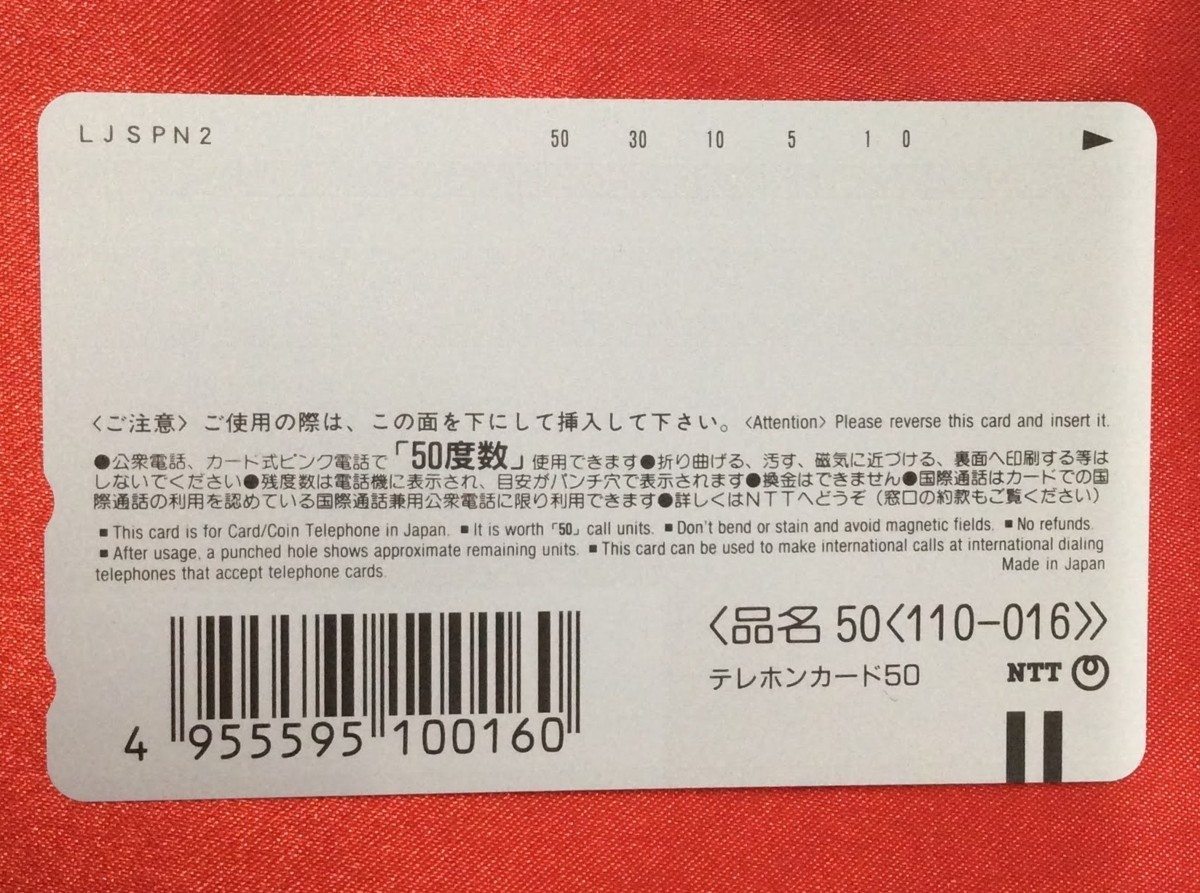 LJSPN2 50 30 10 5 1 0
〈ご注意〉ご使用の際は、この面を下にして挿入して下さい。〈Attention〉Please reverse this card and insert it.
●公衆電話、カード式ピンク電話で「50度数」使用できます●折り曲げる、汚す、磁気に近づける、裏面へ印刷する等は
しないでください●残度数は電話機に表示され、目安がパンチ穴で表示されます●換金はできません●国際通話はカードでの国
際通話の利用を認めている国際通話兼用公衆電話に限り利用できます●詳しくはNTTへどうぞ（窓口の約款もご覧ください）
■This card is for Card/Coin Telephone in Japan. ■It is worth「50」call units. ■Don't bend or stain and avoid magnetic fields. ■No refunds.
■After usage, a punched hole shows approximate remaining units. ■This card can be used to make international calls at international dialing
telephones that accept telephone cards.
Made in Japan
〈品名 50〈110-016〉〉
テレホンカード50
NTT
4 955595 100160